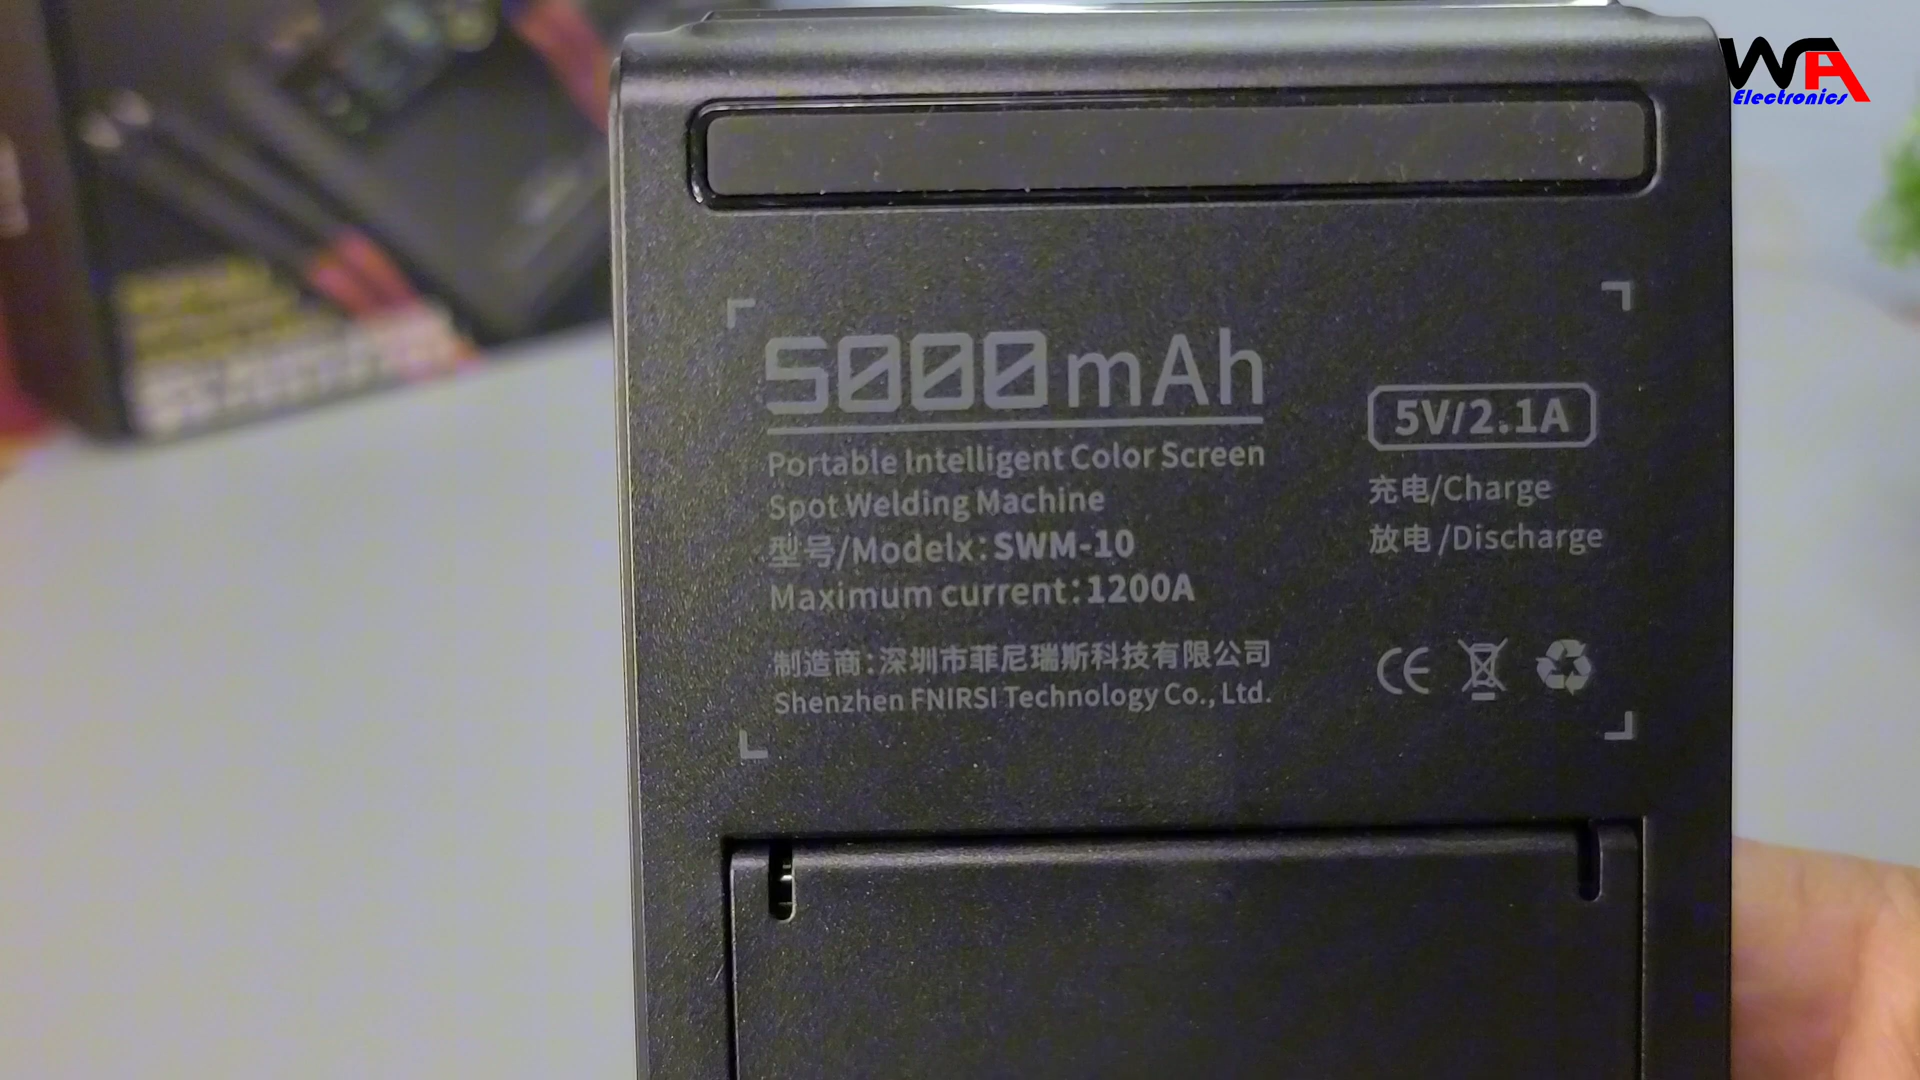 WA
Electronics
5000mAh
Portable Intelligent Color Screen
Spot Welding Machine
型号/Modelx:SWM-10
Maximum current:1200A
制造商:深圳市菲尼瑞斯科技有限公司
Shenzhen FNIRSI Technology Co., Ltd.
5V/2.1A
充电/Charge
放电/Discharge
CE